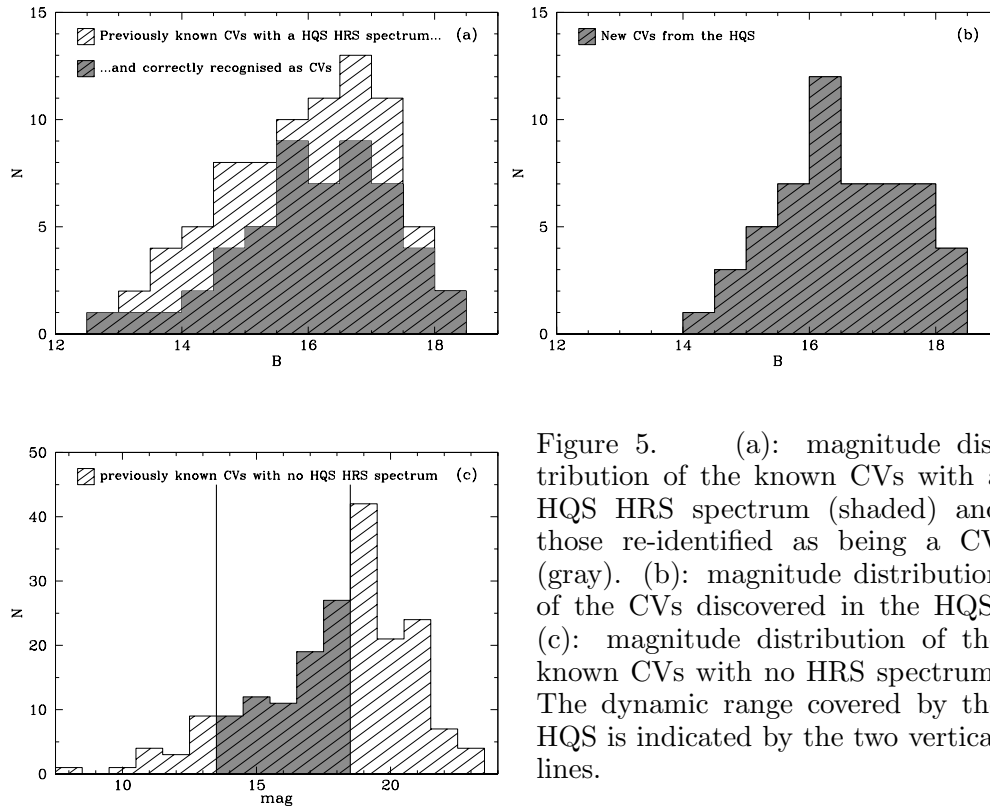 15
10
5
0
N
Previously known CVs with a HQS HRS spectrum... (a)
...and correctly recognised as CVs
12 14 16 18
B
15
10
5
0
N
New CVs from the HQS (b)
12 14 16 18
B
50
40
30
20
10
0
N
previously known CVs with no HQS HRS spectrum (c)
10 15 20
mag
Figure 5. (a): magnitude dis
tribution of the known CVs with a
HQS HRS spectrum (shaded) and
those re-identified as being a CV
(gray). (b): magnitude distribution
of the CVs discovered in the HQS
(c): magnitude distribution of the
known CVs with no HRS spectrum
The dynamic range covered by the
HQS is indicated by the two vertica
lines.